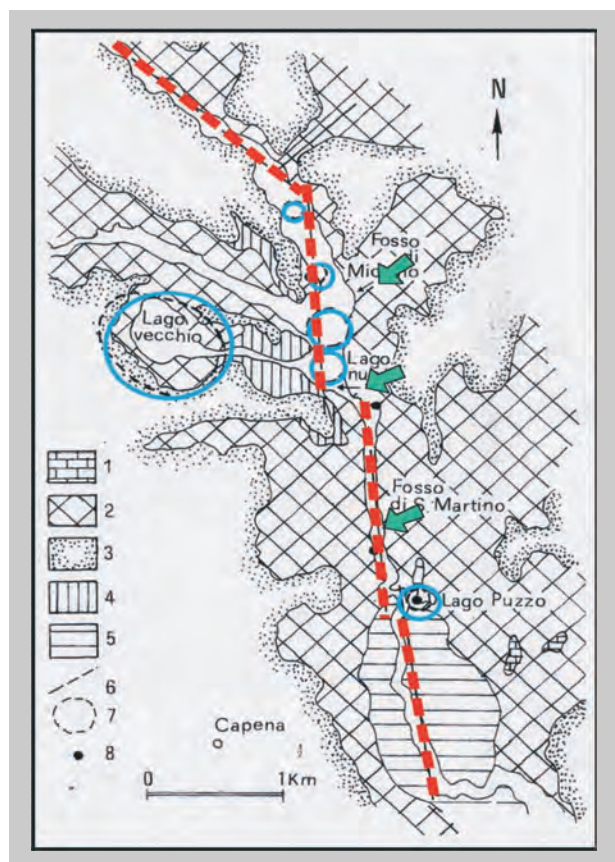 N
Fosso
di
Lago
vecchio
Lago
Fosso
di S. Martino
Lago Puzzo
1
2
3
4
5
6
7
8
Capena
0
1Km